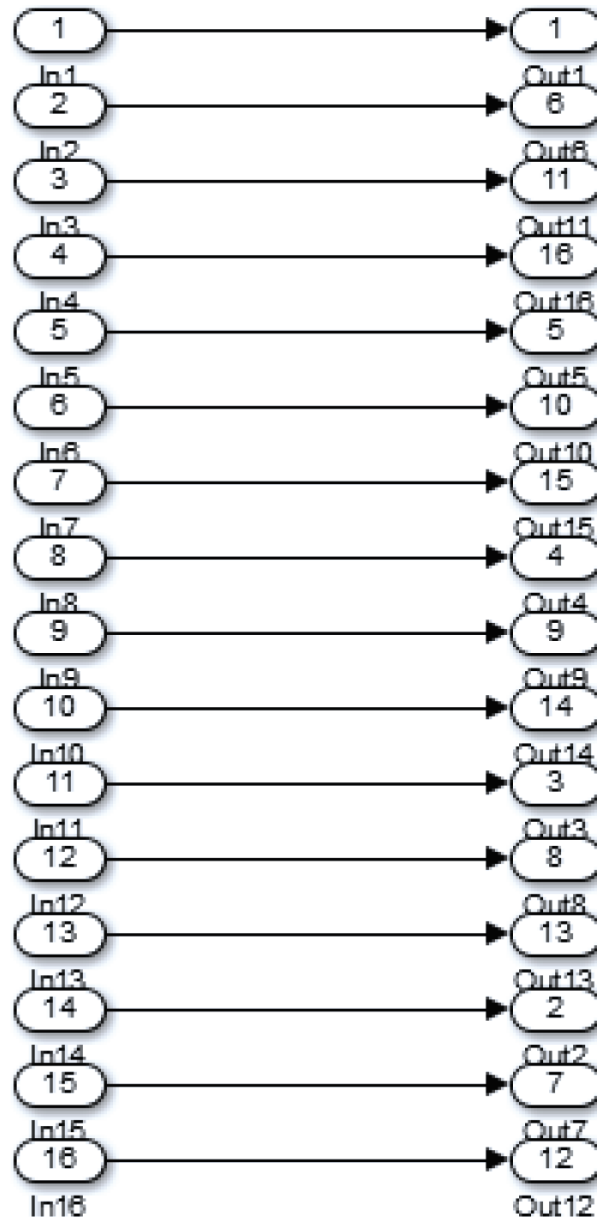 1 1
In1 Out1
2 6
In2 Out6
3 11
In3 Out11
4 16
In4 Out16
5 5
In5 Out5
6 10
In6 Out10
7 15
In7 Out15
8 4
In8 Out4
9 9
In9 Out9
10 14
In10 Out14
11 3
In11 Out3
12 8
In12 Out8
13 13
In13 Out13
14 2
In14 Out2
15 7
In15 Out7
16 12
In16 Out12